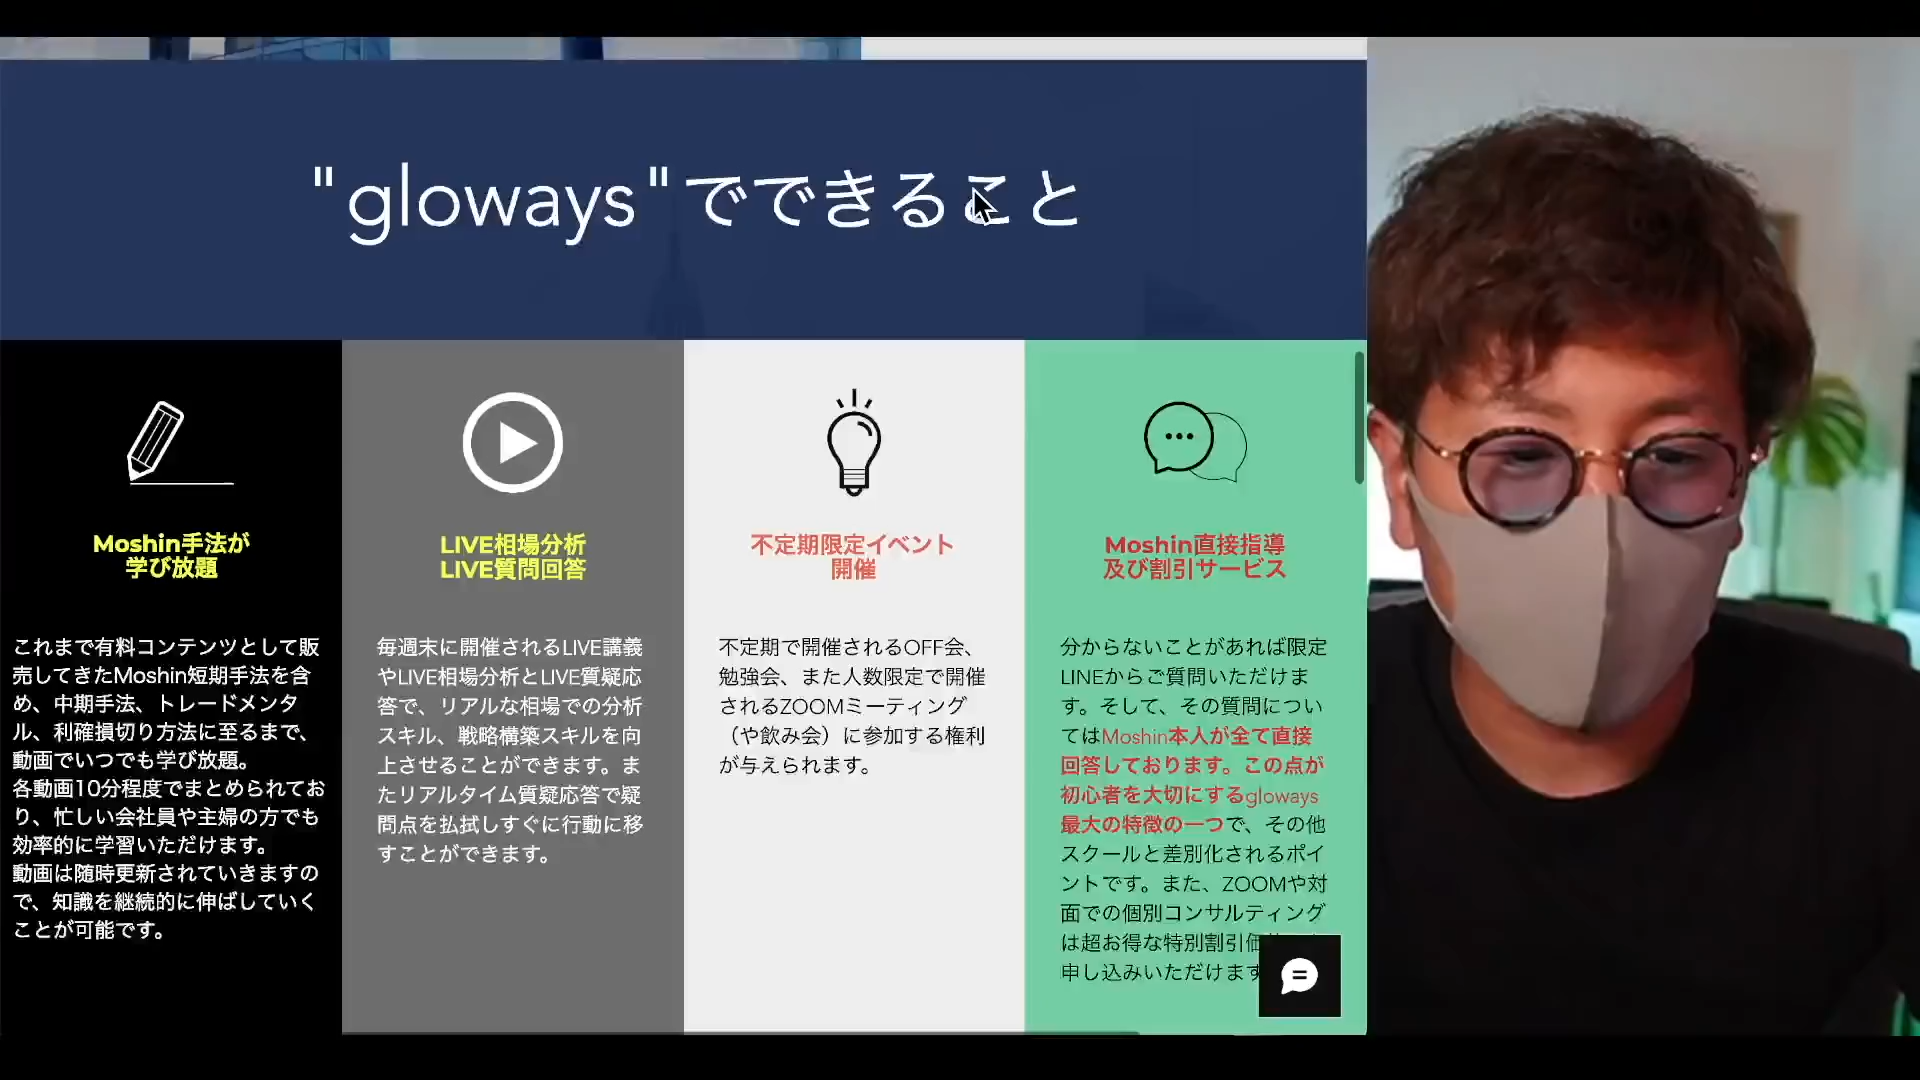 "gloways"でできること
Moshin手法が
学び放題
これまで有料コンテンツとして販
売してきたMoshin短期手法を含
め、中期手法、トレードメンタ
ル、利確損切り方法に至るまで、
動画でいつでも学び放題。
各動画10分程度でまとめられてお
り、忙しい会社員や主婦の方でも
効率的に学習いただけます。
動画は随時更新されていきますの
で、知識を継続的に伸ばしていく
ことが可能です。
LIVE相場分析
LIVE質問回答
毎週末に開催されるLIVE講義
やLIVE相場分析とLIVE質疑応
答で、リアルな相場での分析
スキル、戦略構築スキルを向
上させることができます。ま
たリアルタイム質疑応答で疑
問点を払拭しすぐに行動に移
すことができます。
不定期限定イベント
開催
不定期で開催されるOFF会、
勉強会、また人数限定で開催
されるZOOMミーティング
（や飲み会）に参加する権利
が与えられます。
Moshin直接指導
及び割引サービス
分からないことがあれば限定
LINEからご質問いただけま
す。そして、その質問につい
てはMoshin本人が全て直接
回答しております。この点が
初心者を大切にするgloways
最大の特徴の一つで、その他
スクールと差別化されるポイ
ントです。また、ZOOMや対
面での個別コンサルティング
は超お得な特別割引価
申し込みいただけます